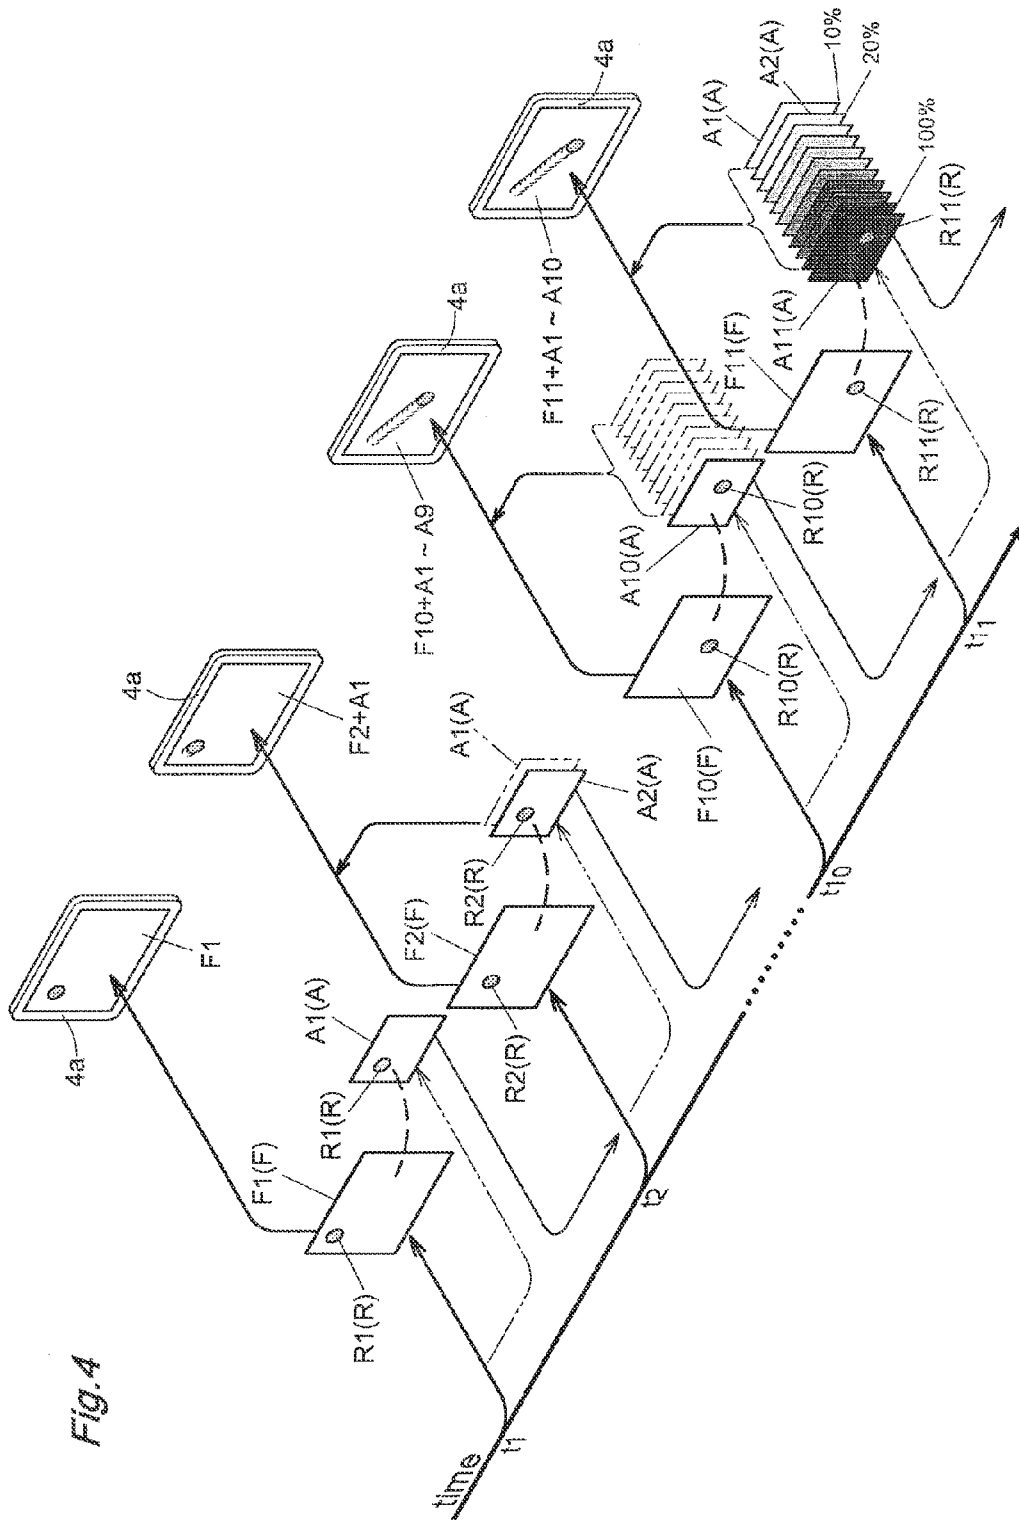 Fig.4
time
t1
t2
t10
t11
4a
F1
F1(F)
R1(R)
R1(R)
A1(A)
4a
F2+A1
F2(F)
R2(R)
R2(R)
A1(A)
A2(A)
4a
F10+A1 ~ A9
F10(F)
R10(R)
A10(A)
R10(R)
4a
F11+A1 ~ A10
F11(F)
R11(R)
A11(A)
A1(A)
A2(A)
10%
20%
100%
R11(R)